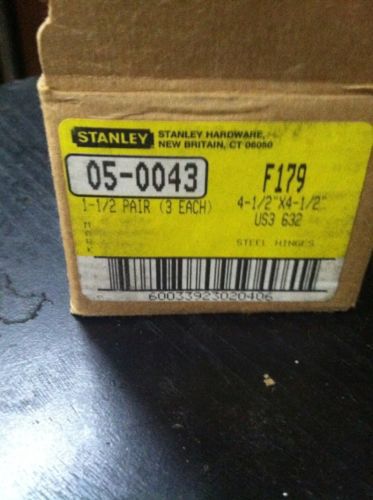 STANLEY
STANLEY HARDWARE,
NEW BRITAIN, CT 06050
05-0043
F179
1-1/2 PAIR (3 EACH)
4-1/2"X4-1/2"
US3 632
MARK
STEEL HINGES
60033923020406